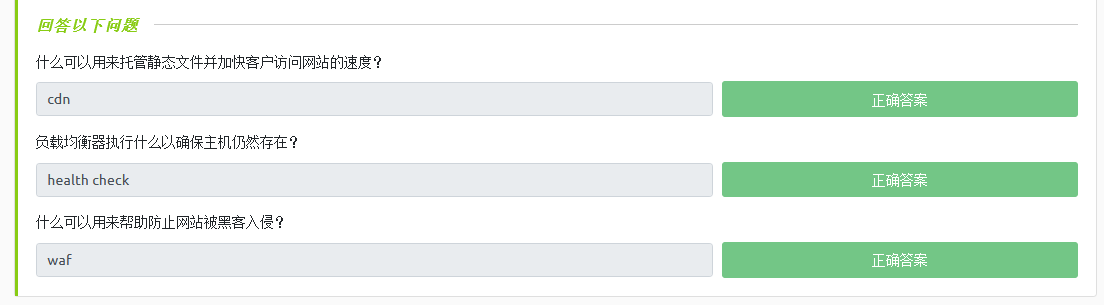 回答以下问题
什么可以用来托管静态文件并加快客户访问网站的速度？
cdn 正确答案
负载均衡器执行什么以确保主机仍然存在？
health check 正确答案
什么可以用来帮助防止网站被黑客入侵？
waf 正确答案